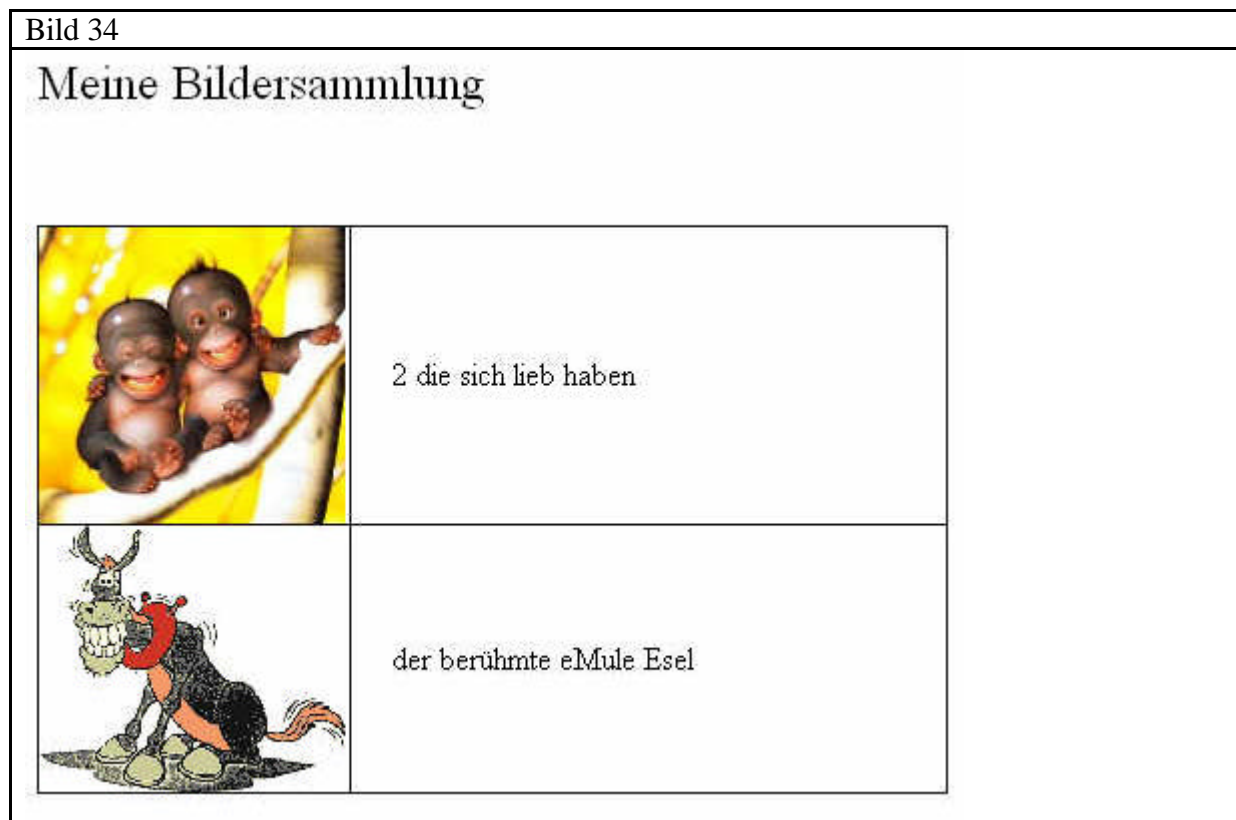 Bild 34
Meine Bildersammlung
2 die sich lieb haben
der berühmte eMule Esel